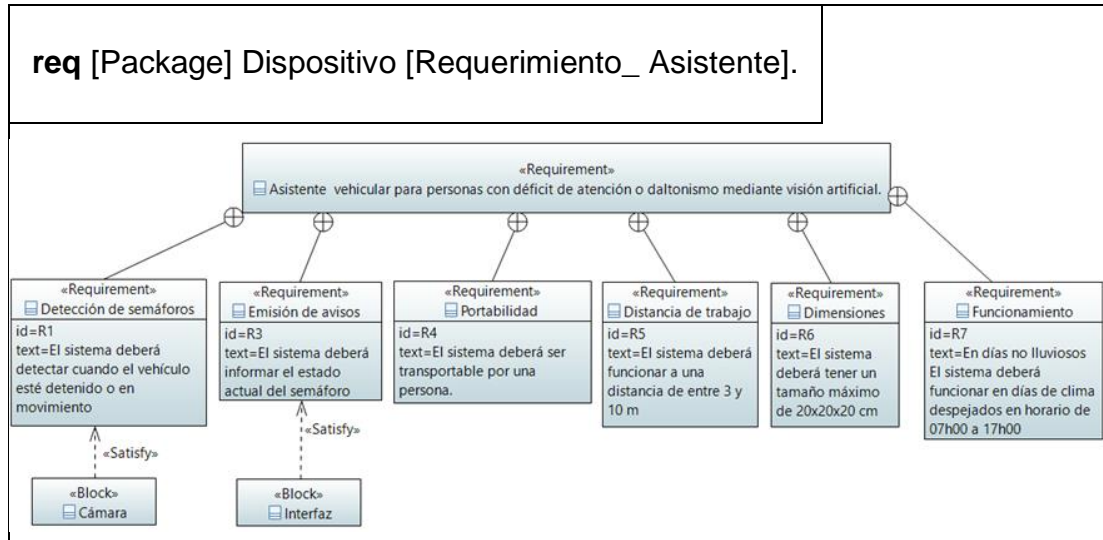 req [Package] Dispositivo [Requerimiento_ Asistente].
«Requirement»
Asistente vehicular para personas con déficit de atención o daltonismo mediante visión artificial.
«Requirement»
Detección de semáforos
id=R1
text=El sistema deberá
detectar cuando el vehículo
esté detenido o en
movimiento
«Satisfy»
«Block»
Cámara
«Requirement»
Emisión de avisos
id=R3
text=El sistema deberá
informar el estado
actual del semáforo
«Satisfy»
«Block»
Interfaz
«Requirement»
Portabilidad
id=R4
text=El sistema deberá ser
transportable por una
persona.
«Requirement»
Distancia de trabajo
id=R5
text=El sistema deberá
funcionar a una
distancia de entre 3 y
10 m
«Requirement»
Dimensiones
id=R6
text=El sistema
deberá tener un
tamaño máximo
de 20x20x20 cm
«Requirement»
Funcionamiento
id=R7
text=En días no lluviosos
El sistema deberá
funcionar en días de clima
despejados en horario de
07h00 a 17h00